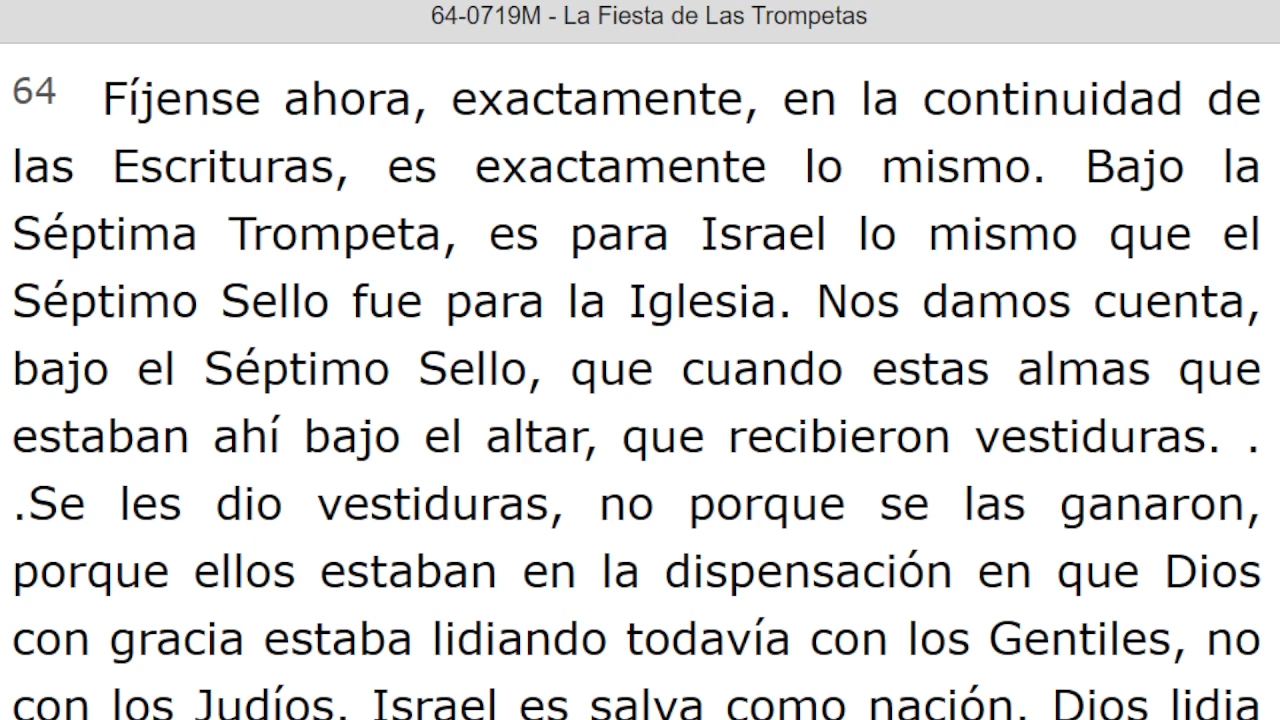 64-0719M - La Fiesta de Las Trompetas
64 Fíjense ahora, exactamente, en la continuidad de
las Escrituras, es exactamente lo mismo. Bajo la
Séptima Trompeta, es para Israel lo mismo que el
Séptimo Sello fue para la Iglesia. Nos damos cuenta,
bajo el Séptimo Sello, que cuando estas almas que
estaban ahí bajo el altar, que recibieron vestiduras. .
.Se les dio vestiduras, no porque se las ganaron,
porque ellos estaban en la dispensación en que Dios
con gracia estaba lidiando todavía con los Gentiles, no
con los Judíos. Israel es salva como nación. Dios lidia